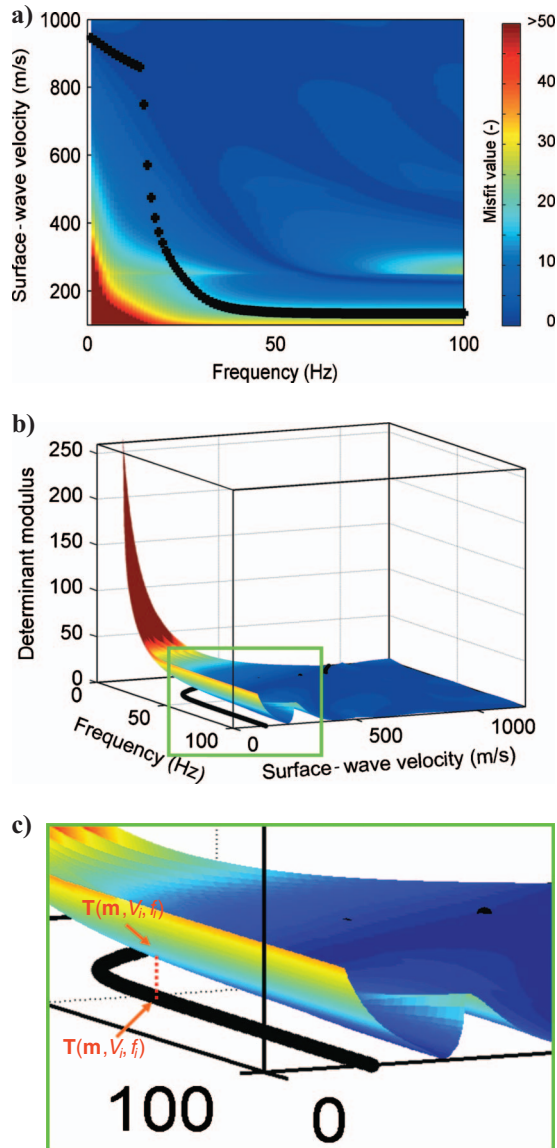 a)
1000
800
600
400
200
Surface-wave velocity (m/s)
0
50
100
Frequency (Hz)
>50
40
30
20
10
0
Misfit value (-)
b)
250
200
150
100
50
0
Determinant modulus
0
50
100
Frequency (Hz)
0
500
1000
Surface-wave velocity (m/s)
c)
T(m, Vi, fi)
T(m, Vi, fi)
100
0